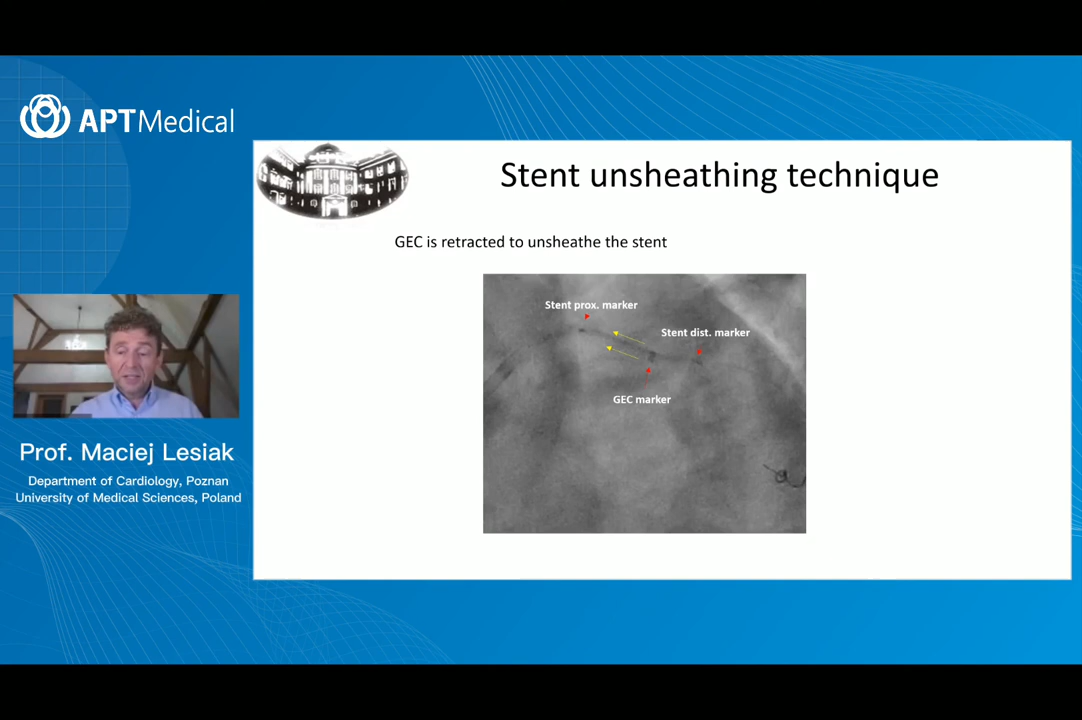 APTMedical
Stent unsheathing technique
GEC is retracted to unsheathe the stent
Stent prox. marker
Stent dist. marker
GEC marker
Prof. Maciej Lesiak
Department of Cardiology, Poznan
University of Medical Sciences, Poland